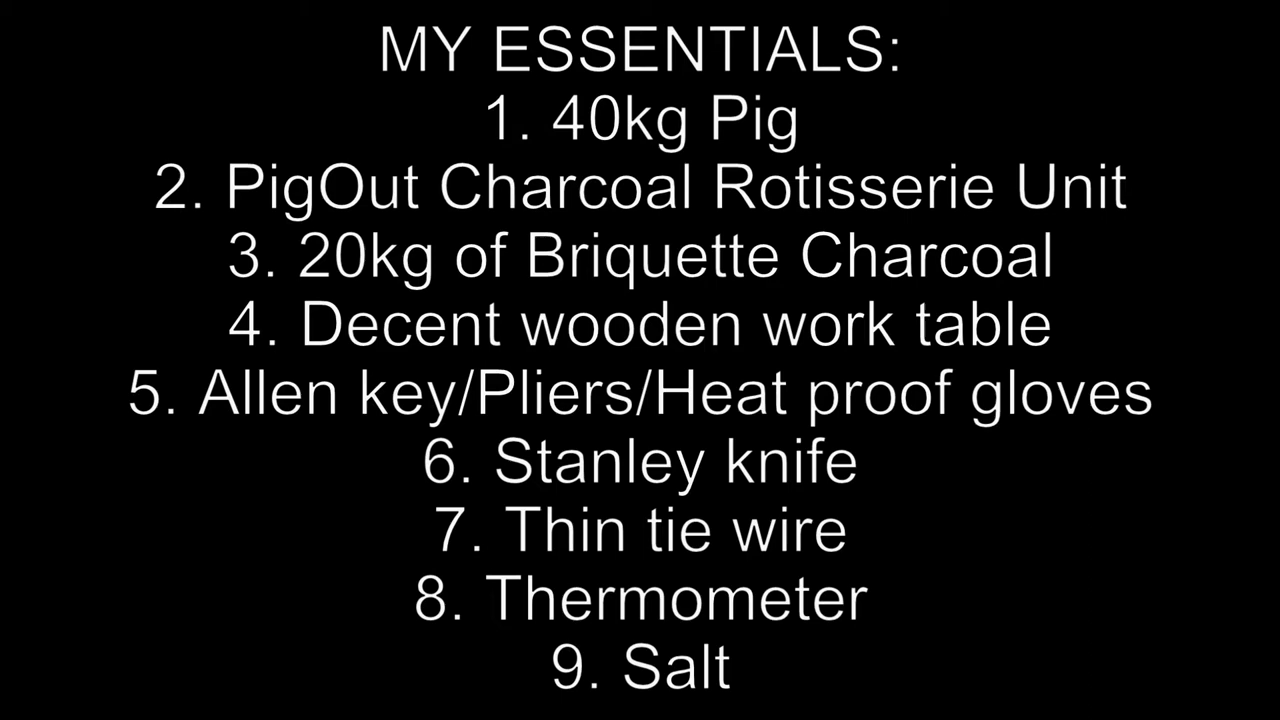 MY ESSENTIALS:
1. 40kg Pig
2. PigOut Charcoal Rotisserie Unit
3. 20kg of Briquette Charcoal
4. Decent wooden work table
5. Allen key/Pliers/Heat proof gloves
6. Stanley knife
7. Thin tie wire
8. Thermometer
9. Salt